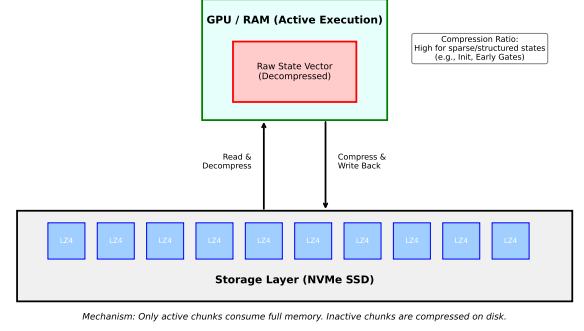 GPU / RAM (Active Execution)
Raw State Vector
(Decompressed)
Compression Ratio:
High for sparse/structured states
(e.g., Init, Early Gates)
Read &
Decompress
Compress &
Write Back
LZ4 LZ4 LZ4 LZ4 LZ4 LZ4 LZ4 LZ4 LZ4 LZ4
Storage Layer (NVMe SSD)
Mechanism: Only active chunks consume full memory. Inactive chunks are compressed on disk.